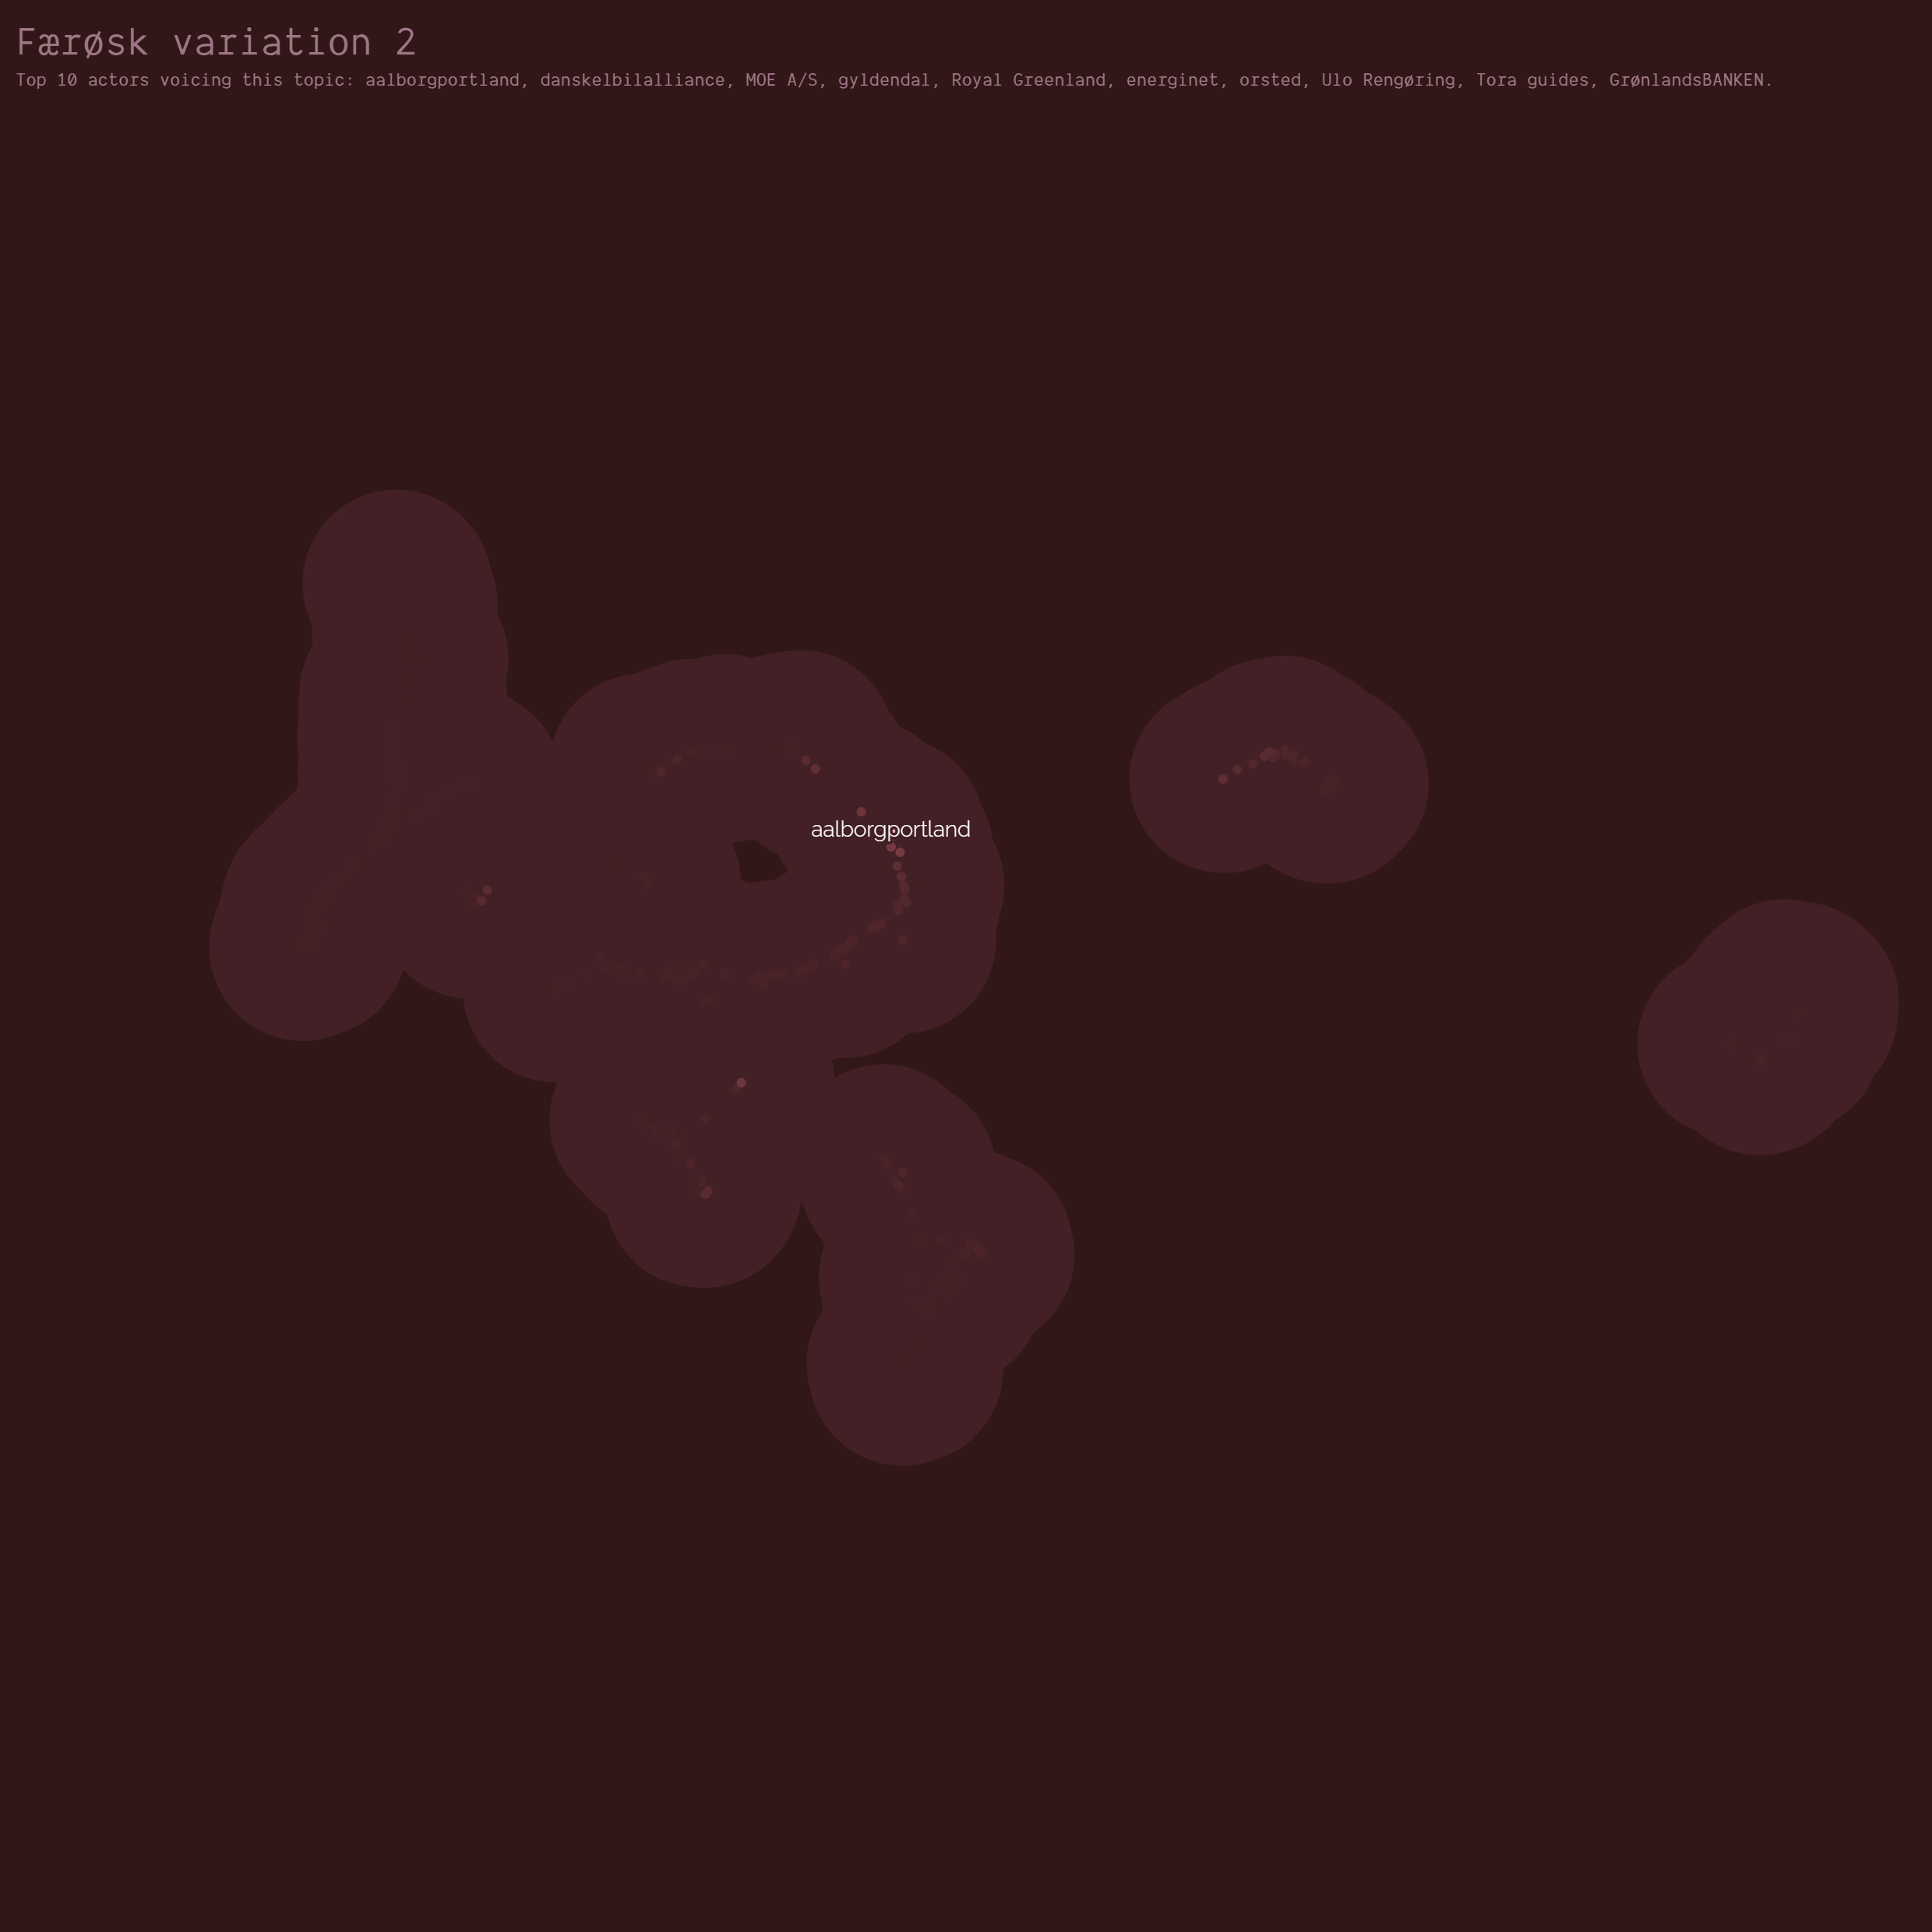 Færøsk variation 2
Top 10 actors voicing this topic: aalborgportland, danskelbilalliance, MOE A/S, gyldendal, Royal Greenland, energinet, orsted, Ulo Rengøring, Tora guides, GrønlandsBANKEN.
aalborgportland